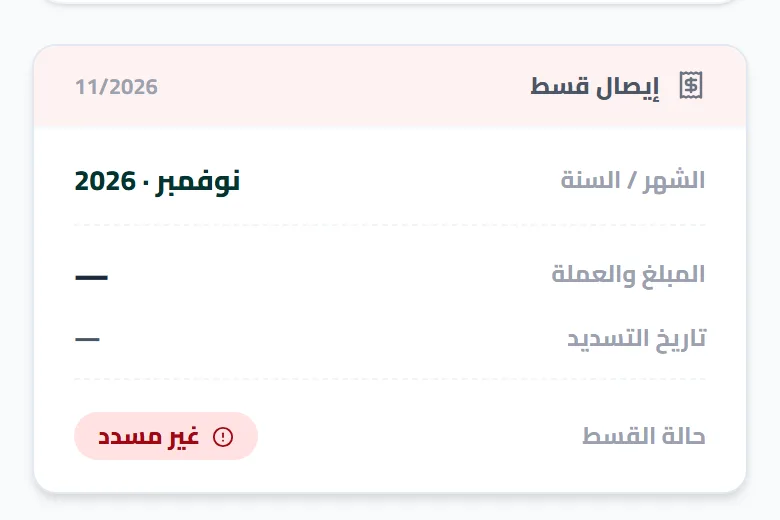 إيصال قسط 11/2026
الشهر / السنة نوفمبر · 2026
المبلغ والعملة —
تاريخ التسديد —
حالة القسط غير مسدد